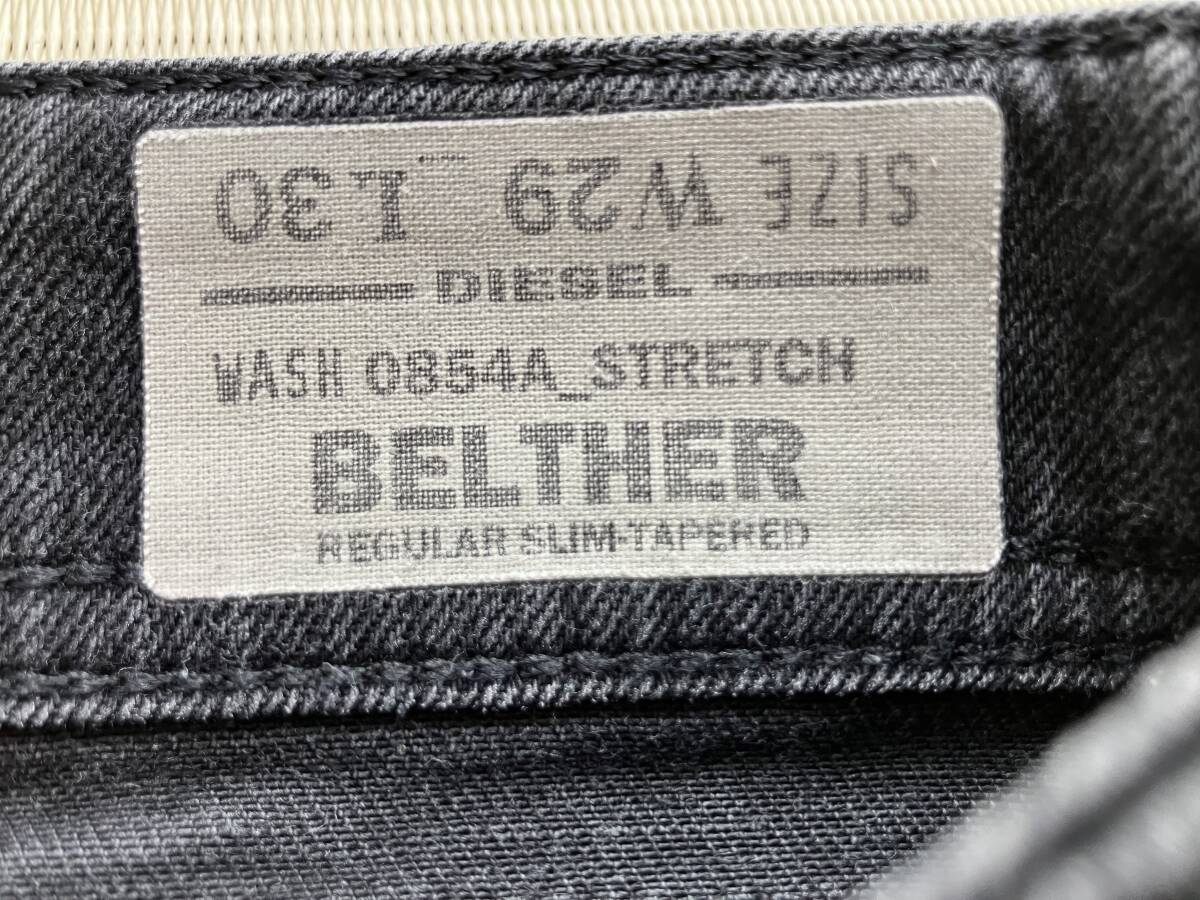 SIZE W29 L30
DIESEL
WASH 0854A_STRETCH
BELTHER
REGULAR SLIM-TAPERED